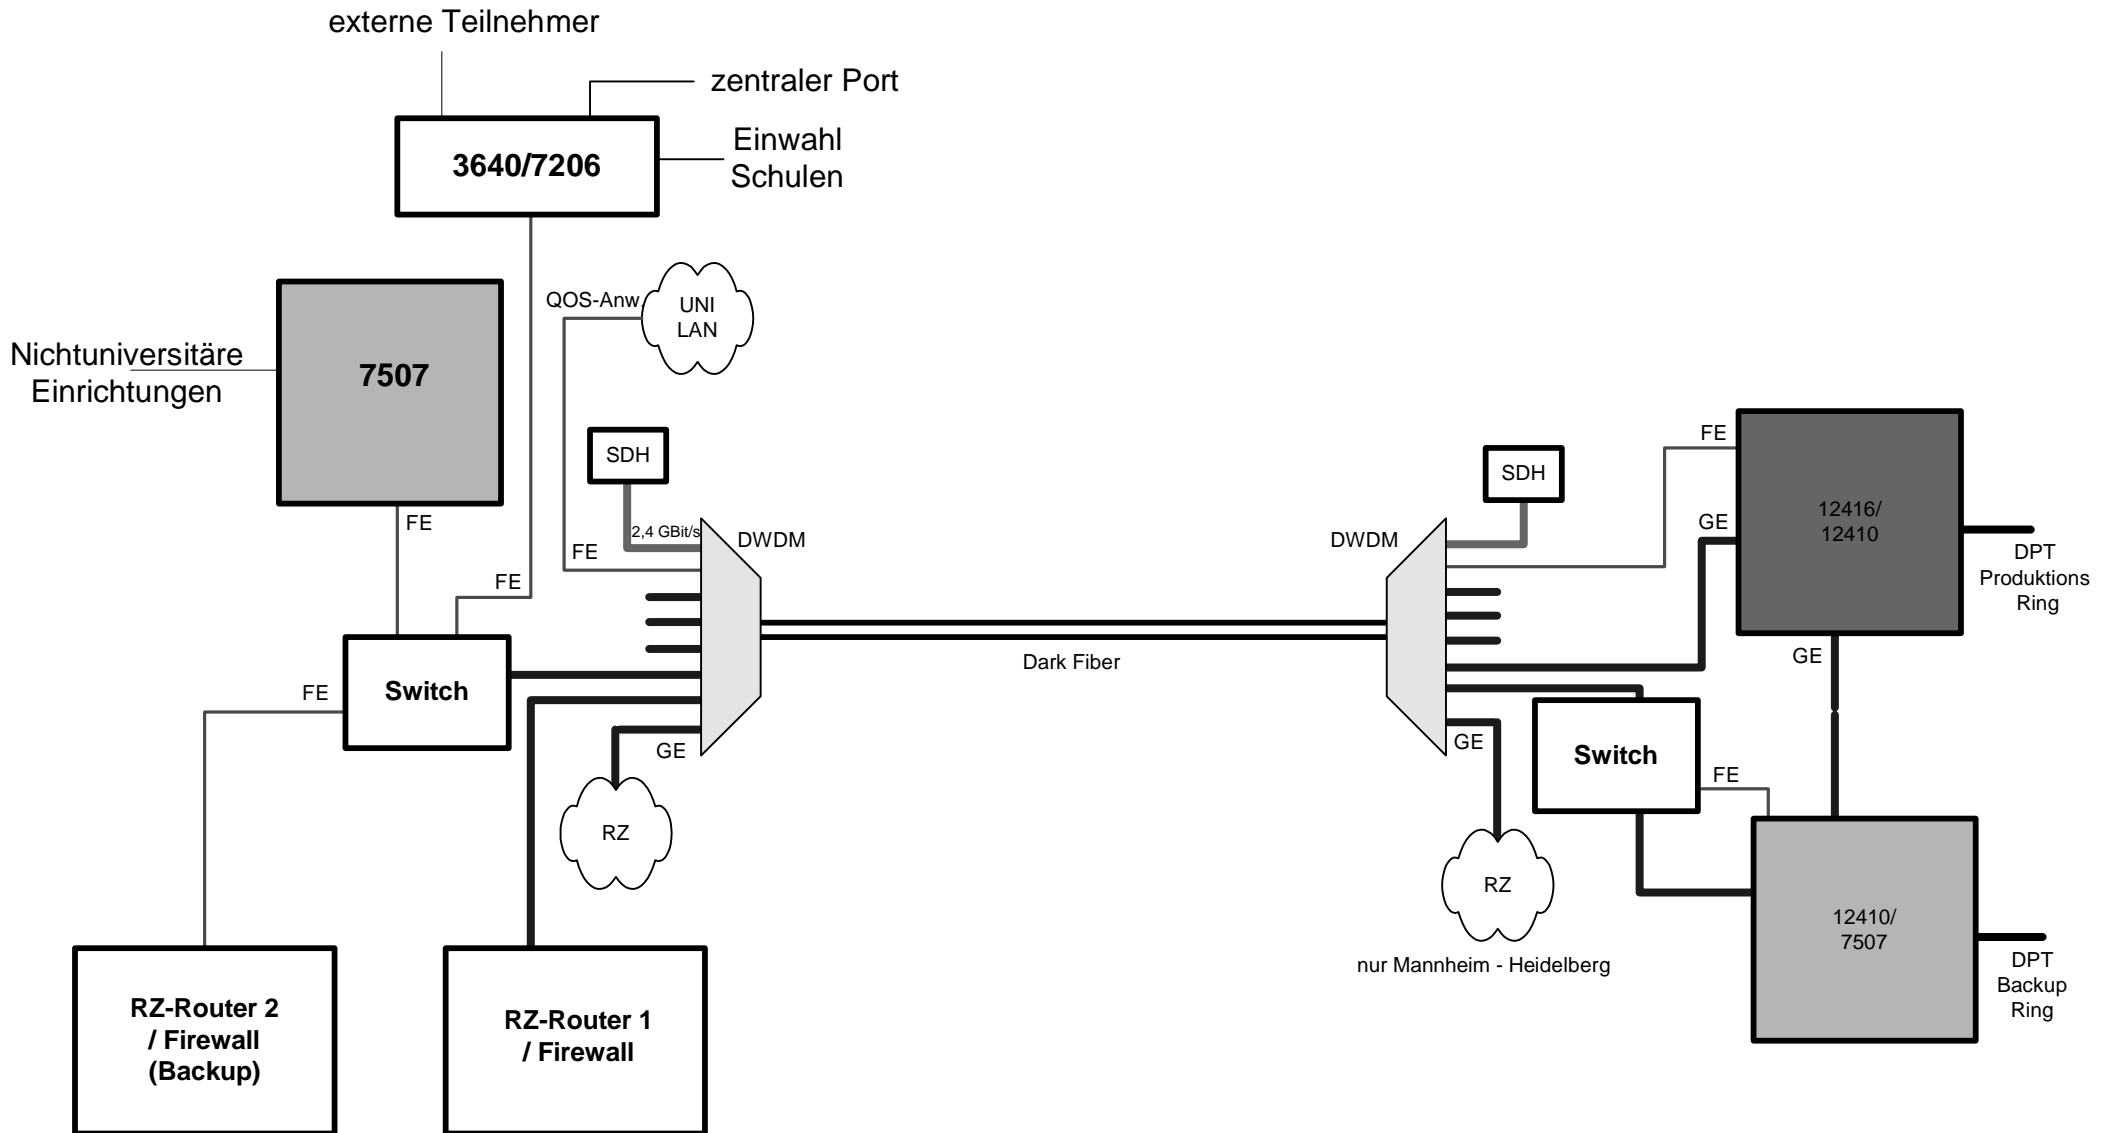 externe Teilnehmer
zentraler Port
Einwahl
Schulen
3640/7206
QOS-Anw.
UNI
LAN
Nichtuniversitäre
Einrichtungen
7507
FE
SDH
2,4 GBit/s
FE
DWDM
FE
FE
Switch
GE
RZ
RZ-Router 2
/ Firewall
(Backup)
RZ-Router 1
/ Firewall
Dark Fiber
DWDM
SDH
FE
GE
12416/
12410
DPT
Produktions
Ring
GE
GE
Switch
FE
RZ
nur Mannheim - Heidelberg
12410/
7507
DPT
Backup
Ring